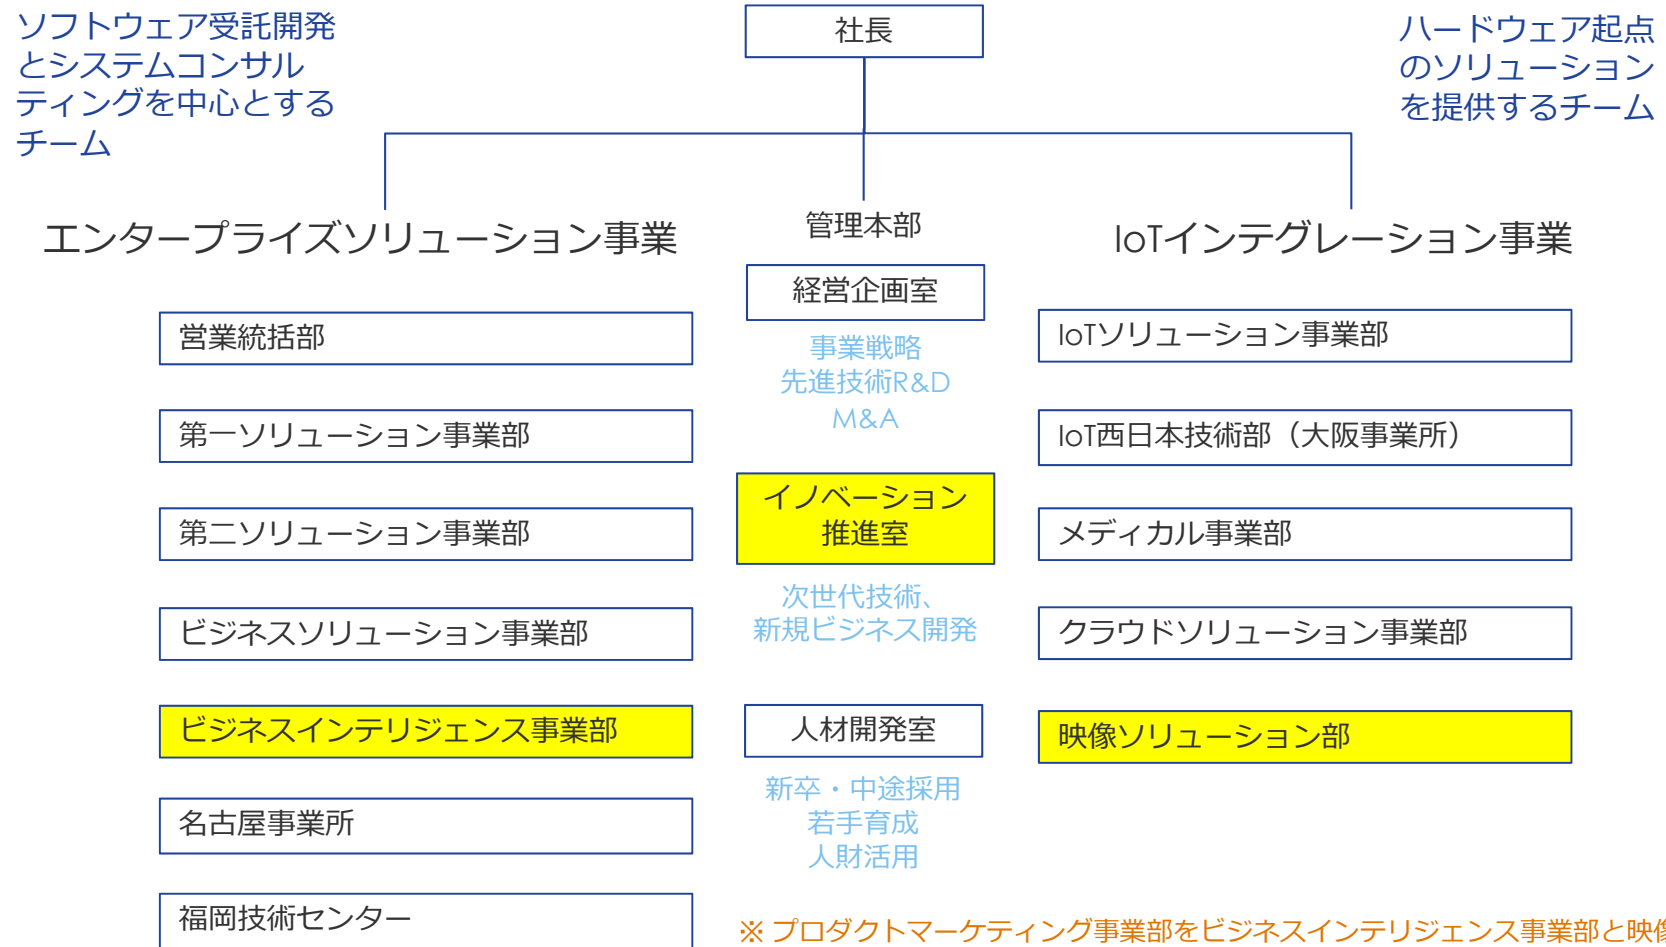 ソフトウェア受託開発
とシステムコンサル
ティングを中心とする
チーム
社長
ハードウェア起点
のソリューション
を提供するチーム
エンタープライズソリューション事業
営業統括部
第一ソリューション事業部
第二ソリューション事業部
ビジネスソリューション事業部
ビジネスインテリジェンス事業部
名古屋事業所
福岡技術センター
管理本部
経営企画室
事業戦略
先進技術R&D
M&A
イノベーション
推進室
次世代技術、
新規ビジネス開発
人材開発室
新卒・中途採用
若手育成
人財活用
IoTインテグレーション事業
IoTソリューション事業部
IoT西日本技術部（大阪事業所）
メディカル事業部
クラウドソリューション事業部
映像ソリューション部
※ プロダクトマーケティング事業部をビジネスインテリジェンス事業部と映像